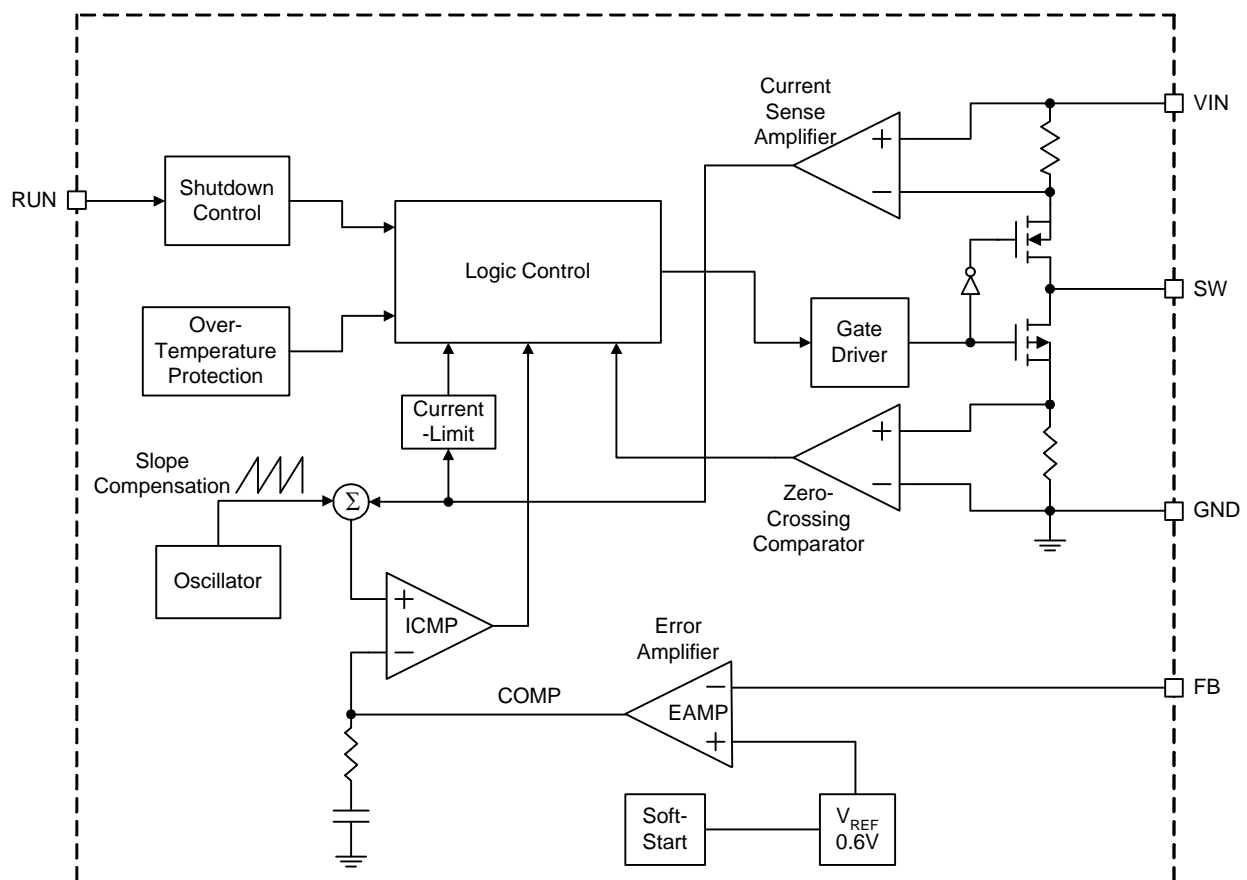 Current
Sense
Amplifier
VIN
+
−
RUN
Shutdown
Control
Logic Control
SW
Over-
Temperature
Protection
Gate
Driver
Current
-Limit
+
−
Slope
Compensation
Σ
Zero-
Crossing
Comparator
GND
Oscillator
+
ICMP
−
Error
Amplifier
COMP
−
EAMP
+
FB
Soft-
Start
VREF
0.6V